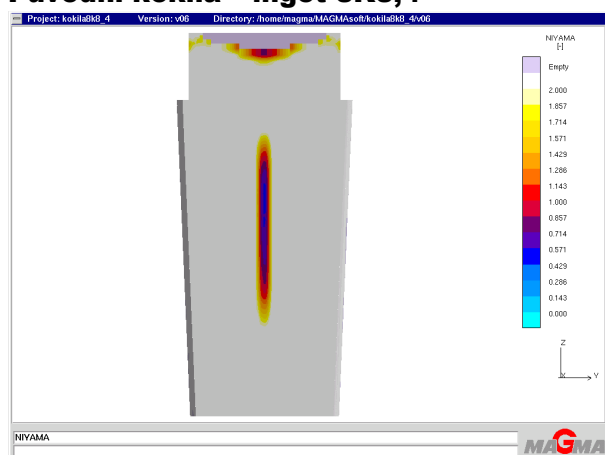 Project: kokila8k8_4 Version: v06 Directory: /home/magma/MAGMAsoft/kokila8k8_4/v06
NIYAMA
[-]
Empty
2.000
1.857
1.714
1.571
1.429
1.286
1.143
1.000
0.857
0.714
0.571
0.429
0.286
0.143
0.000
Z
X
Y
NIYAMA
MAGMA